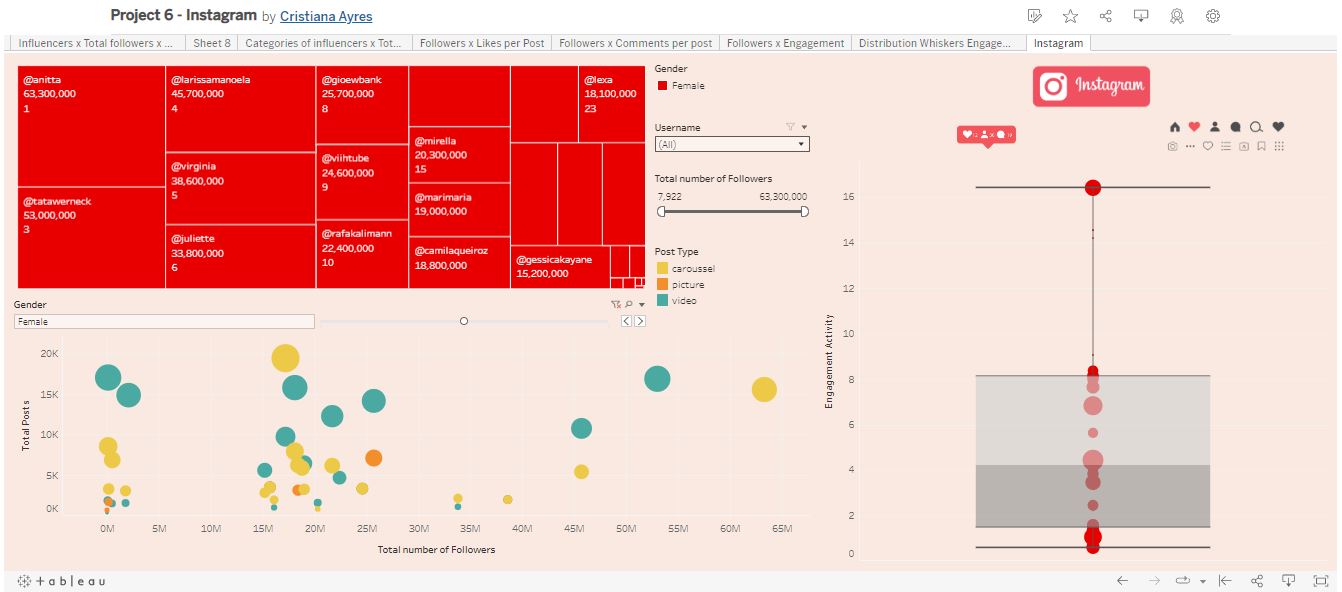 Project 6 - Instagram by Cristiana Ayres
Influencers x Total followers x ...
Sheet 8
Categories of influencers x Tot...
Followers x Likes per Post
Followers x Comments per post
Followers x Engagement
Distribution Whiskers Engage...
Instagram
@anitta
63,300,000
1
@tatawerneck
53,000,000
3
@larissamanoela
45,700,000
4
@virginia
38,600,000
5
@juliette
33,800,000
6
@gioewbank
25,700,000
8
@viihtube
24,600,000
9
@rafakalimann
22,400,000
10
@mirella
20,300,000
15
@marimaria
19,000,000
@camilaqueiroz
18,800,000
@lexa
18,100,000
23
@gessicakayane
15,200,000
Gender
Female
Username
(All)
Total number of Followers
7,922 63,300,000
Post Type
caroussel
picture
video
Instagram
Gender
Female
Total Posts
20K
15K
10K
5K
0K
0M 5M 10M 15M 20M 25M 30M 35M 40M 45M 50M 55M 60M 65M
Total number of Followers
Engagement Activity
16
14
12
10
8
6
4
2
0
+ a b l e a u